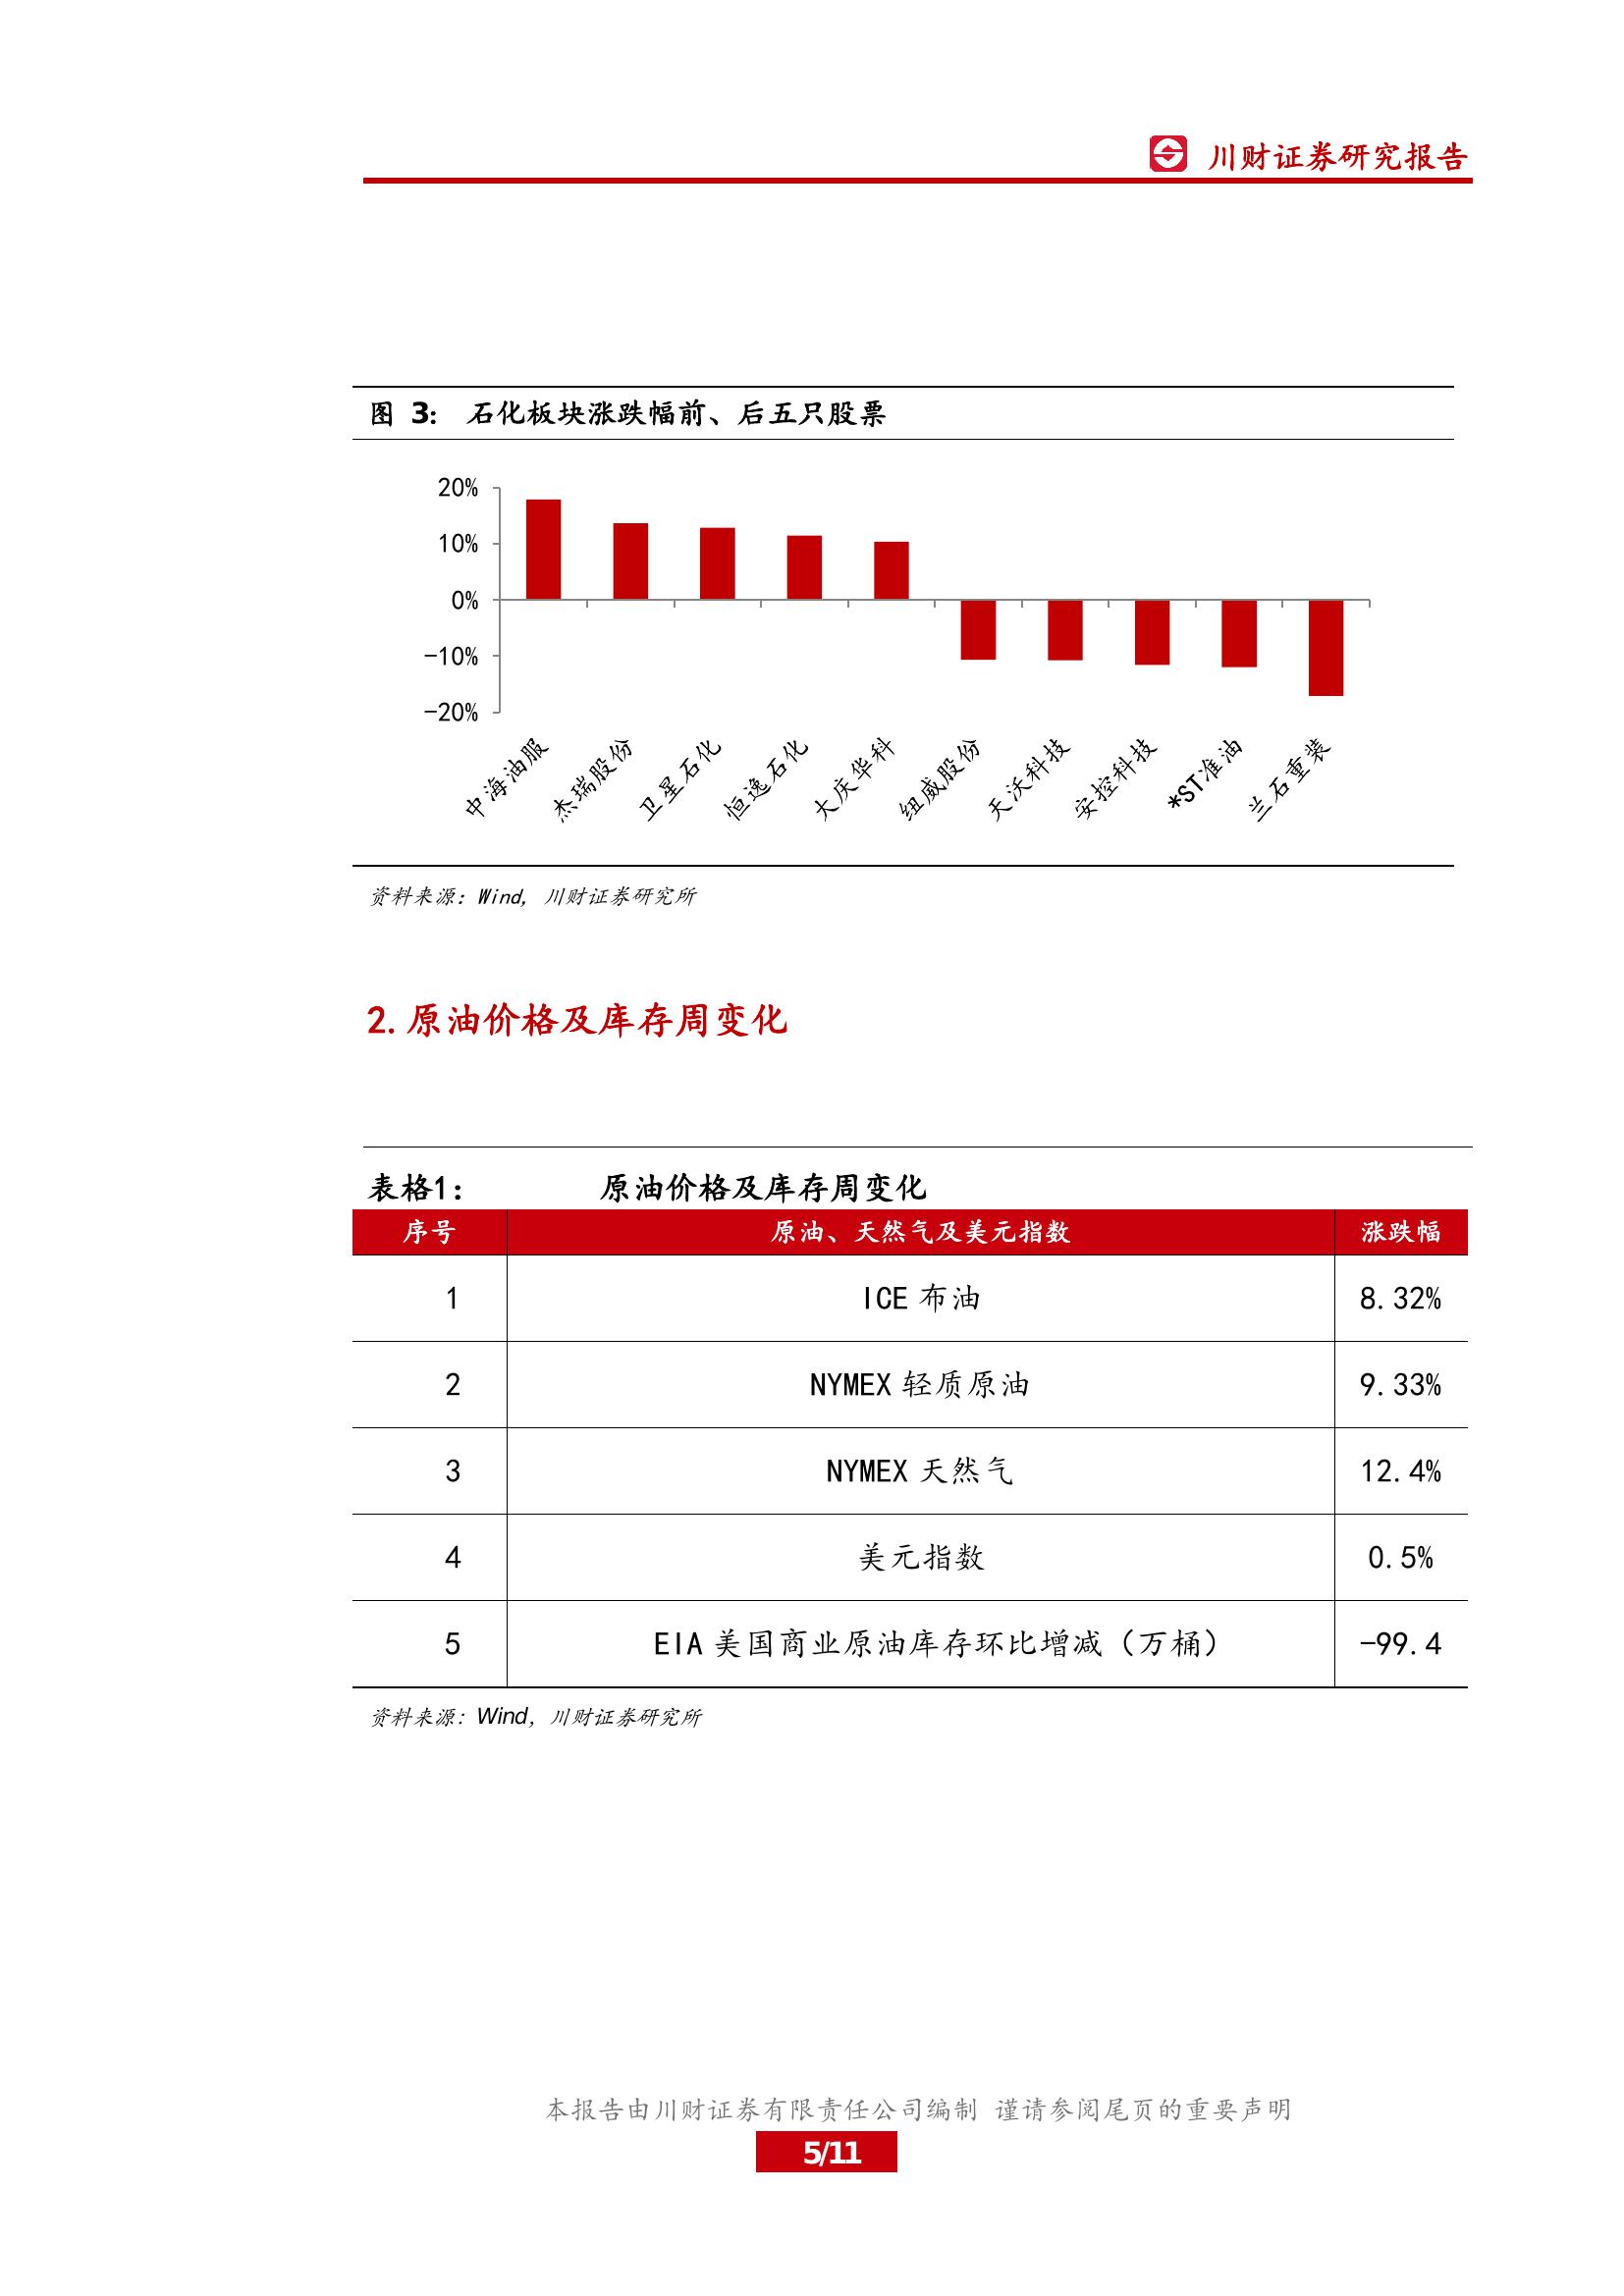 川财证券研究报告
图 3： 石化板块涨跌幅前、后五只股票
20%
10%
0%
-10%
-20%
中海油服 杰瑞股份 卫星石化 恒逸石化 大庆华科 纽威股份 天沃科技 安控科技 *ST准油 兰石重装
资料来源：Wind, 川财证券研究所
2.原油价格及库存周变化
表格1： 原油价格及库存周变化
序号 原油、天然气及美元指数 涨跌幅
1 ICE 布油 8.32%
2 NYMEX 轻质原油 9.33%
3 NYMEX 天然气 12.4%
4 美元指数 0.5%
5 EIA 美国商业原油库存环比增减（万桶） -99.4
资料来源：Wind, 川财证券研究所
本报告由川财证券有限责任公司编制 谨请参阅尾页的重要声明
5/11